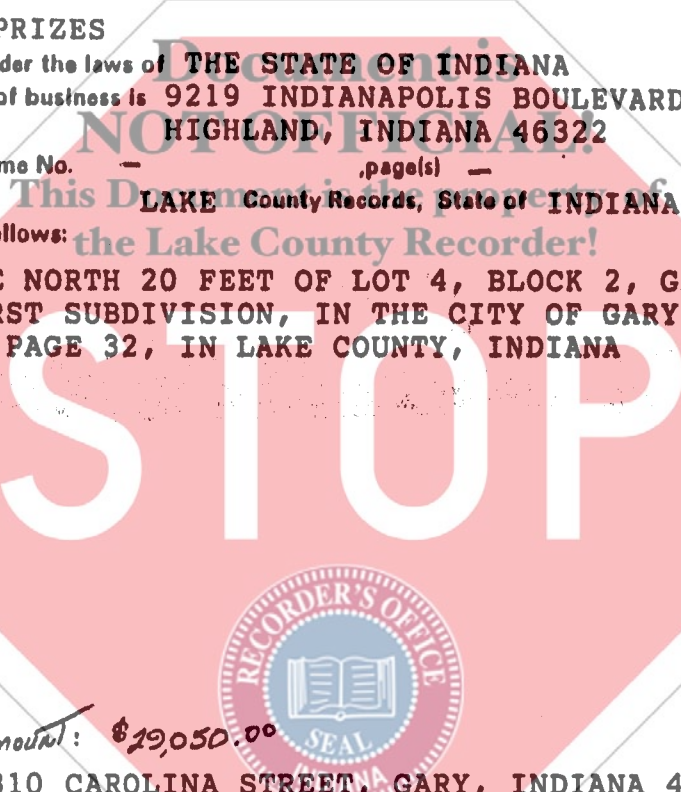 PRIZES
der the laws of THE STATE OF INDIANA
of business is 9219 INDIANAPOLIS BOULEVARD
HIGHLAND, INDIANA 46322
me No. — ,page(s) —
LAKE County Records, State of INDIANA
llows:
NORTH 20 FEET OF LOT 4, BLOCK 2, G
RST SUBDIVISION, IN THE CITY OF GARY
PAGE 32, IN LAKE COUNTY, INDIANA
mount: $29,050.00
310 CAROLINA STREET, GARY, INDIANA 4
Document is
NOT OFFICIAL!
This Document is the property of
the Lake County Recorder!
STOP
RECORDER'S OFFICE
SEAL
INDIANA